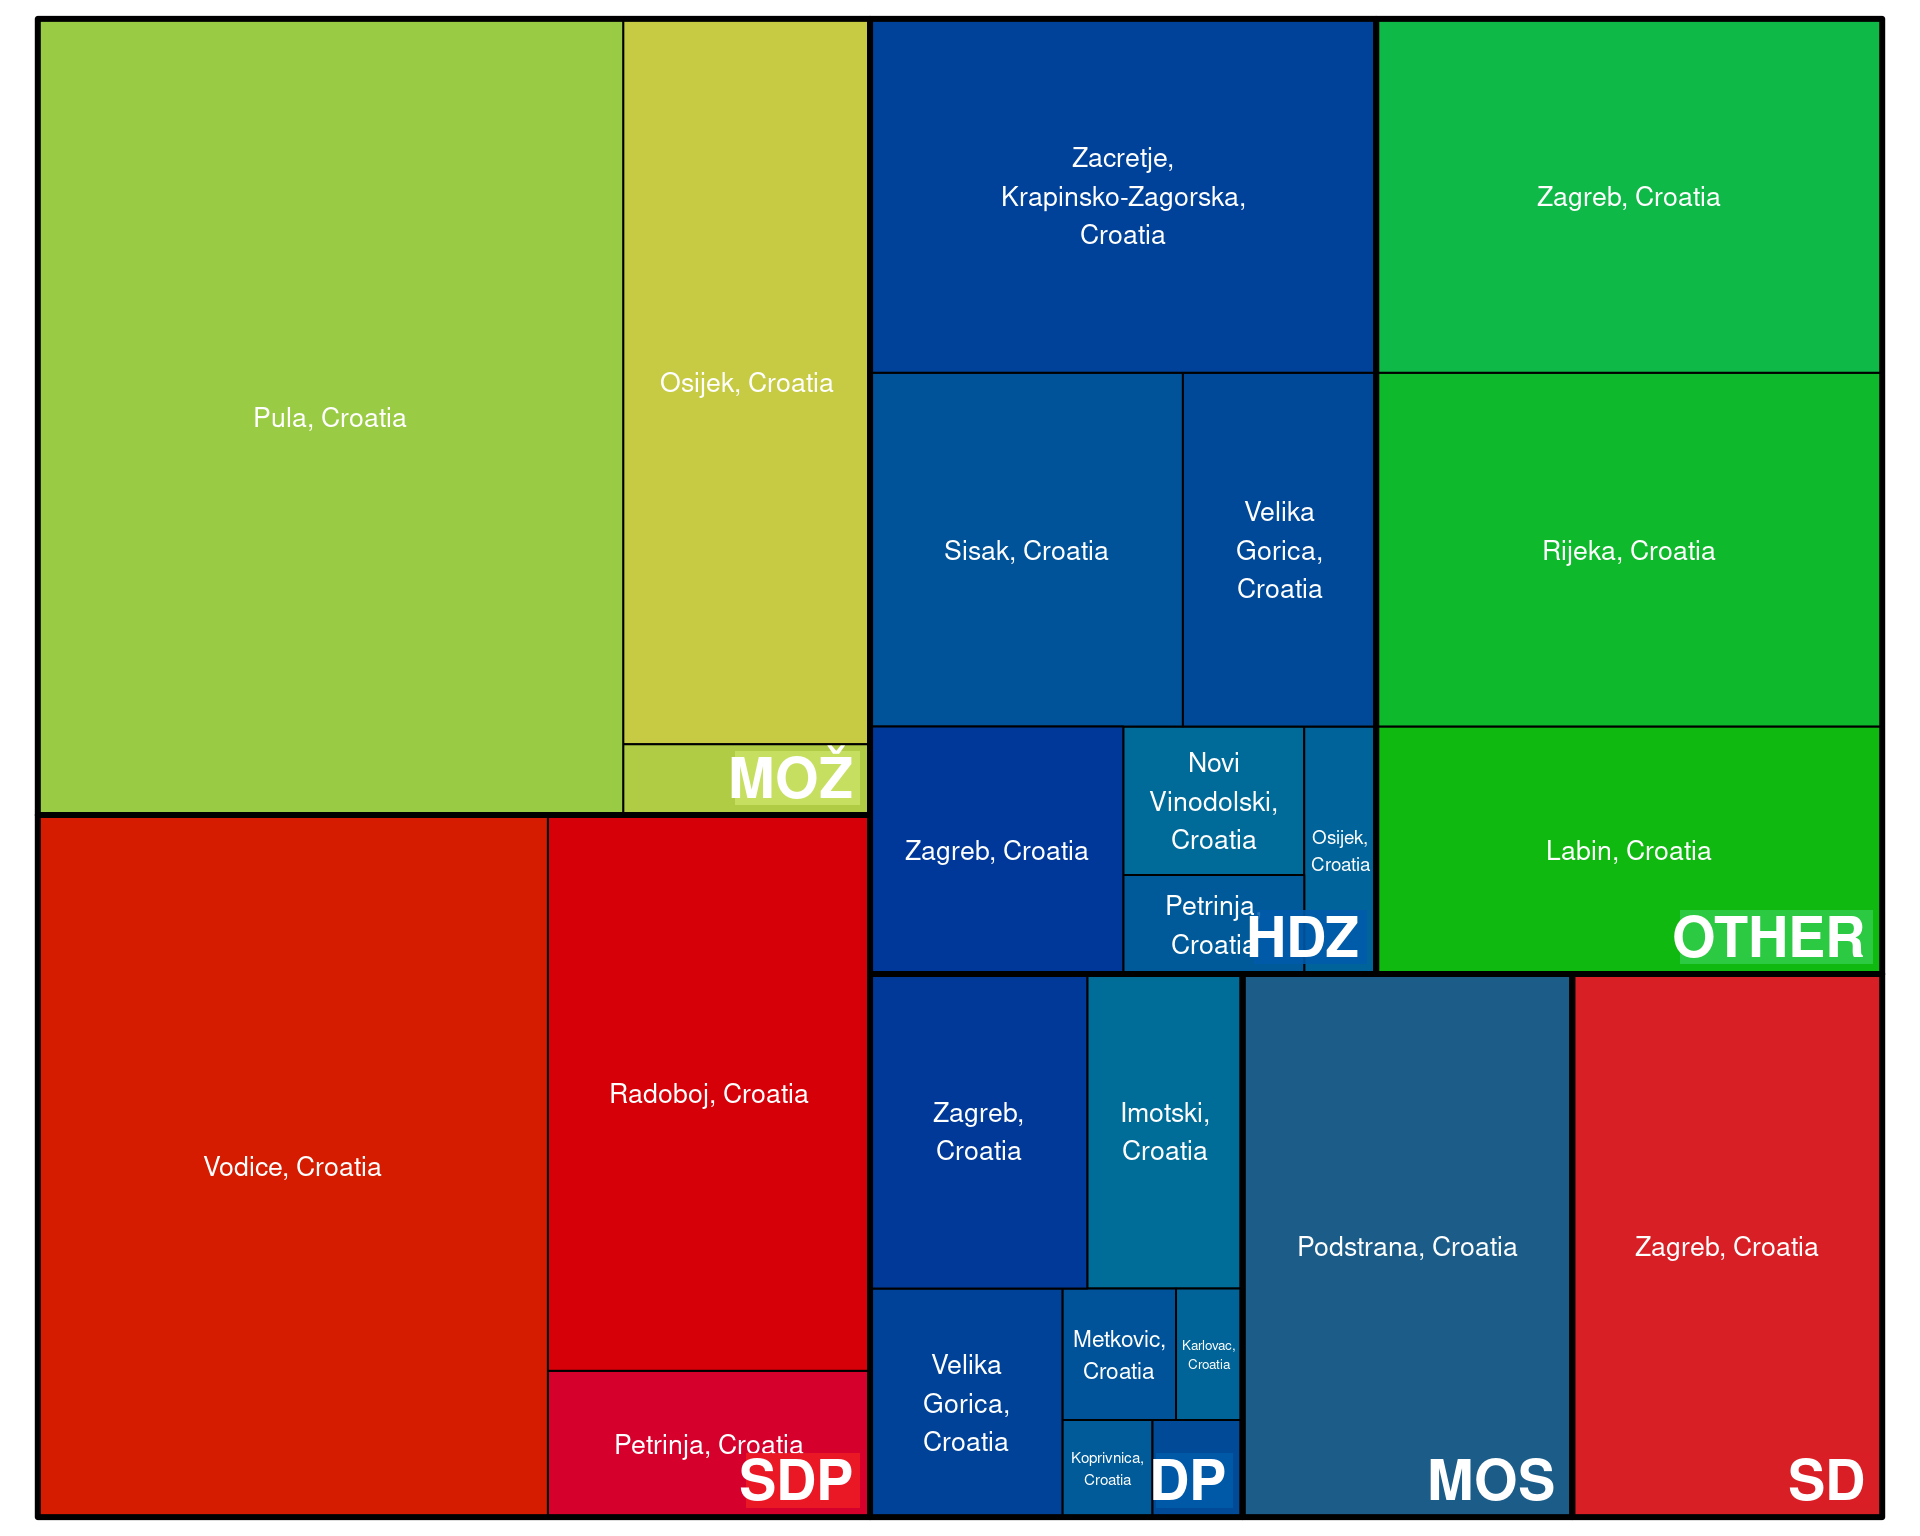 Pula, Croatia
Osijek, Croatia
MOŽ
Zacretje,
Krapinsko-Zagorska,
Croatia
Sisak, Croatia
Velika
Gorica,
Croatia
Zagreb, Croatia
Novi
Vinodolski,
Croatia
Petrinja
Croatia
Osijek,
Croatia
HDZ
Zagreb, Croatia
Rijeka, Croatia
Labin, Croatia
OTHER
Vodice, Croatia
Radoboj, Croatia
Petrinja, Croatia
SDP
Zagreb,
Croatia
Imotski,
Croatia
Velika
Gorica,
Croatia
Metkovic,
Croatia
Karlovac,
Croatia
Koprivnica,
Croatia
DP
Podstrana, Croatia
MOS
Zagreb, Croatia
SD